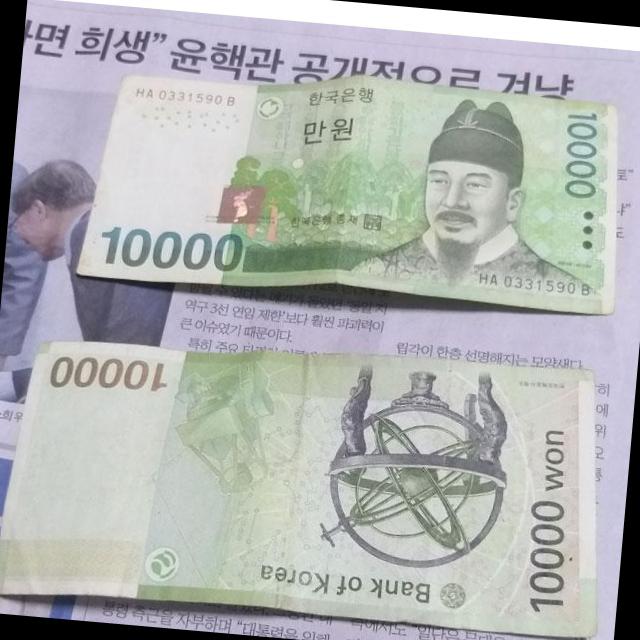 면 희생” 윤핵관 공개적으로 겨냥
HA 0331590 B
한국은행
만 원
10000
한국은행 총재
10000
HA 0331590 B
역구 3선 연임 제한'보다 훨씬 파괴력이
큰 이슈였기 때문이다.
특히 주요
립각이 한층 선명해지는 모양새다.
10000
Bank of Korea
10000 won
"대통령을